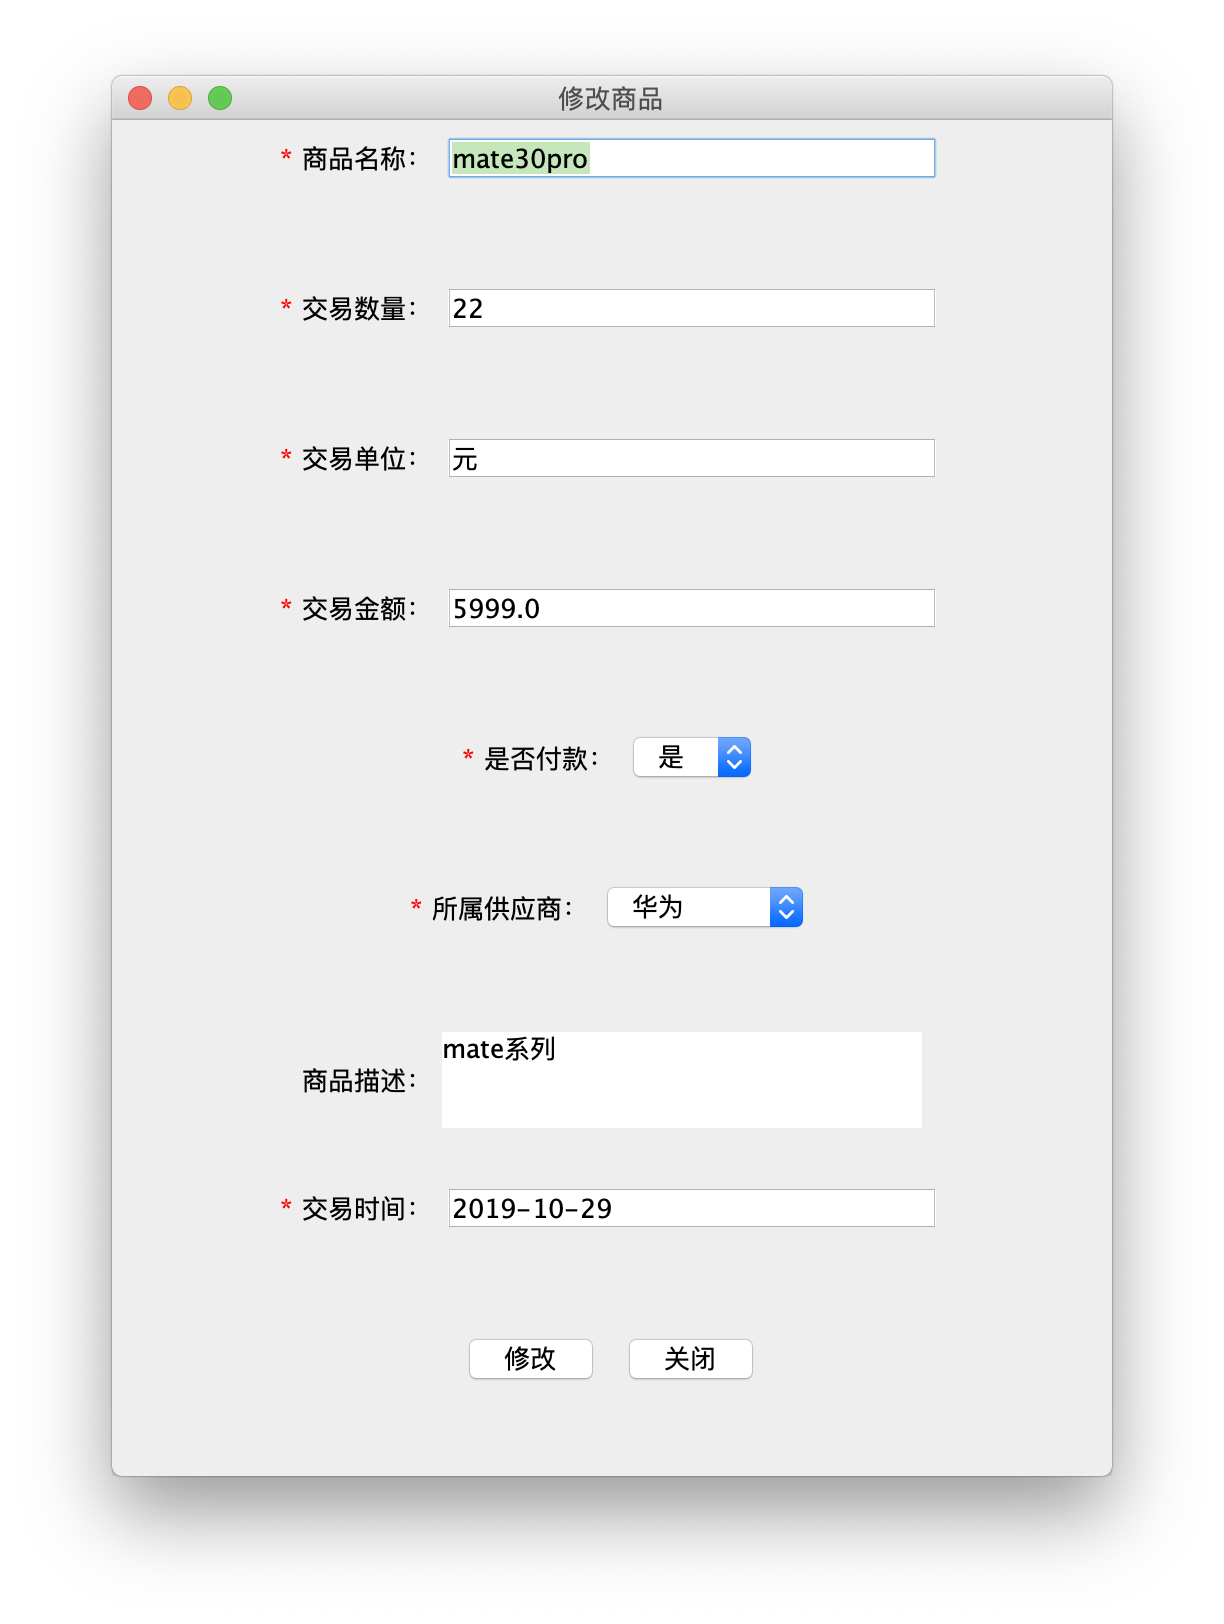 修改商品
* 商品名称： mate30pro
* 交易数量： 22
* 交易单位： 元
* 交易金额： 5999.0
* 是否付款： 是
* 所属供应商： 华为
mate系列
商品描述：
* 交易时间： 2019-10-29
修改 关闭